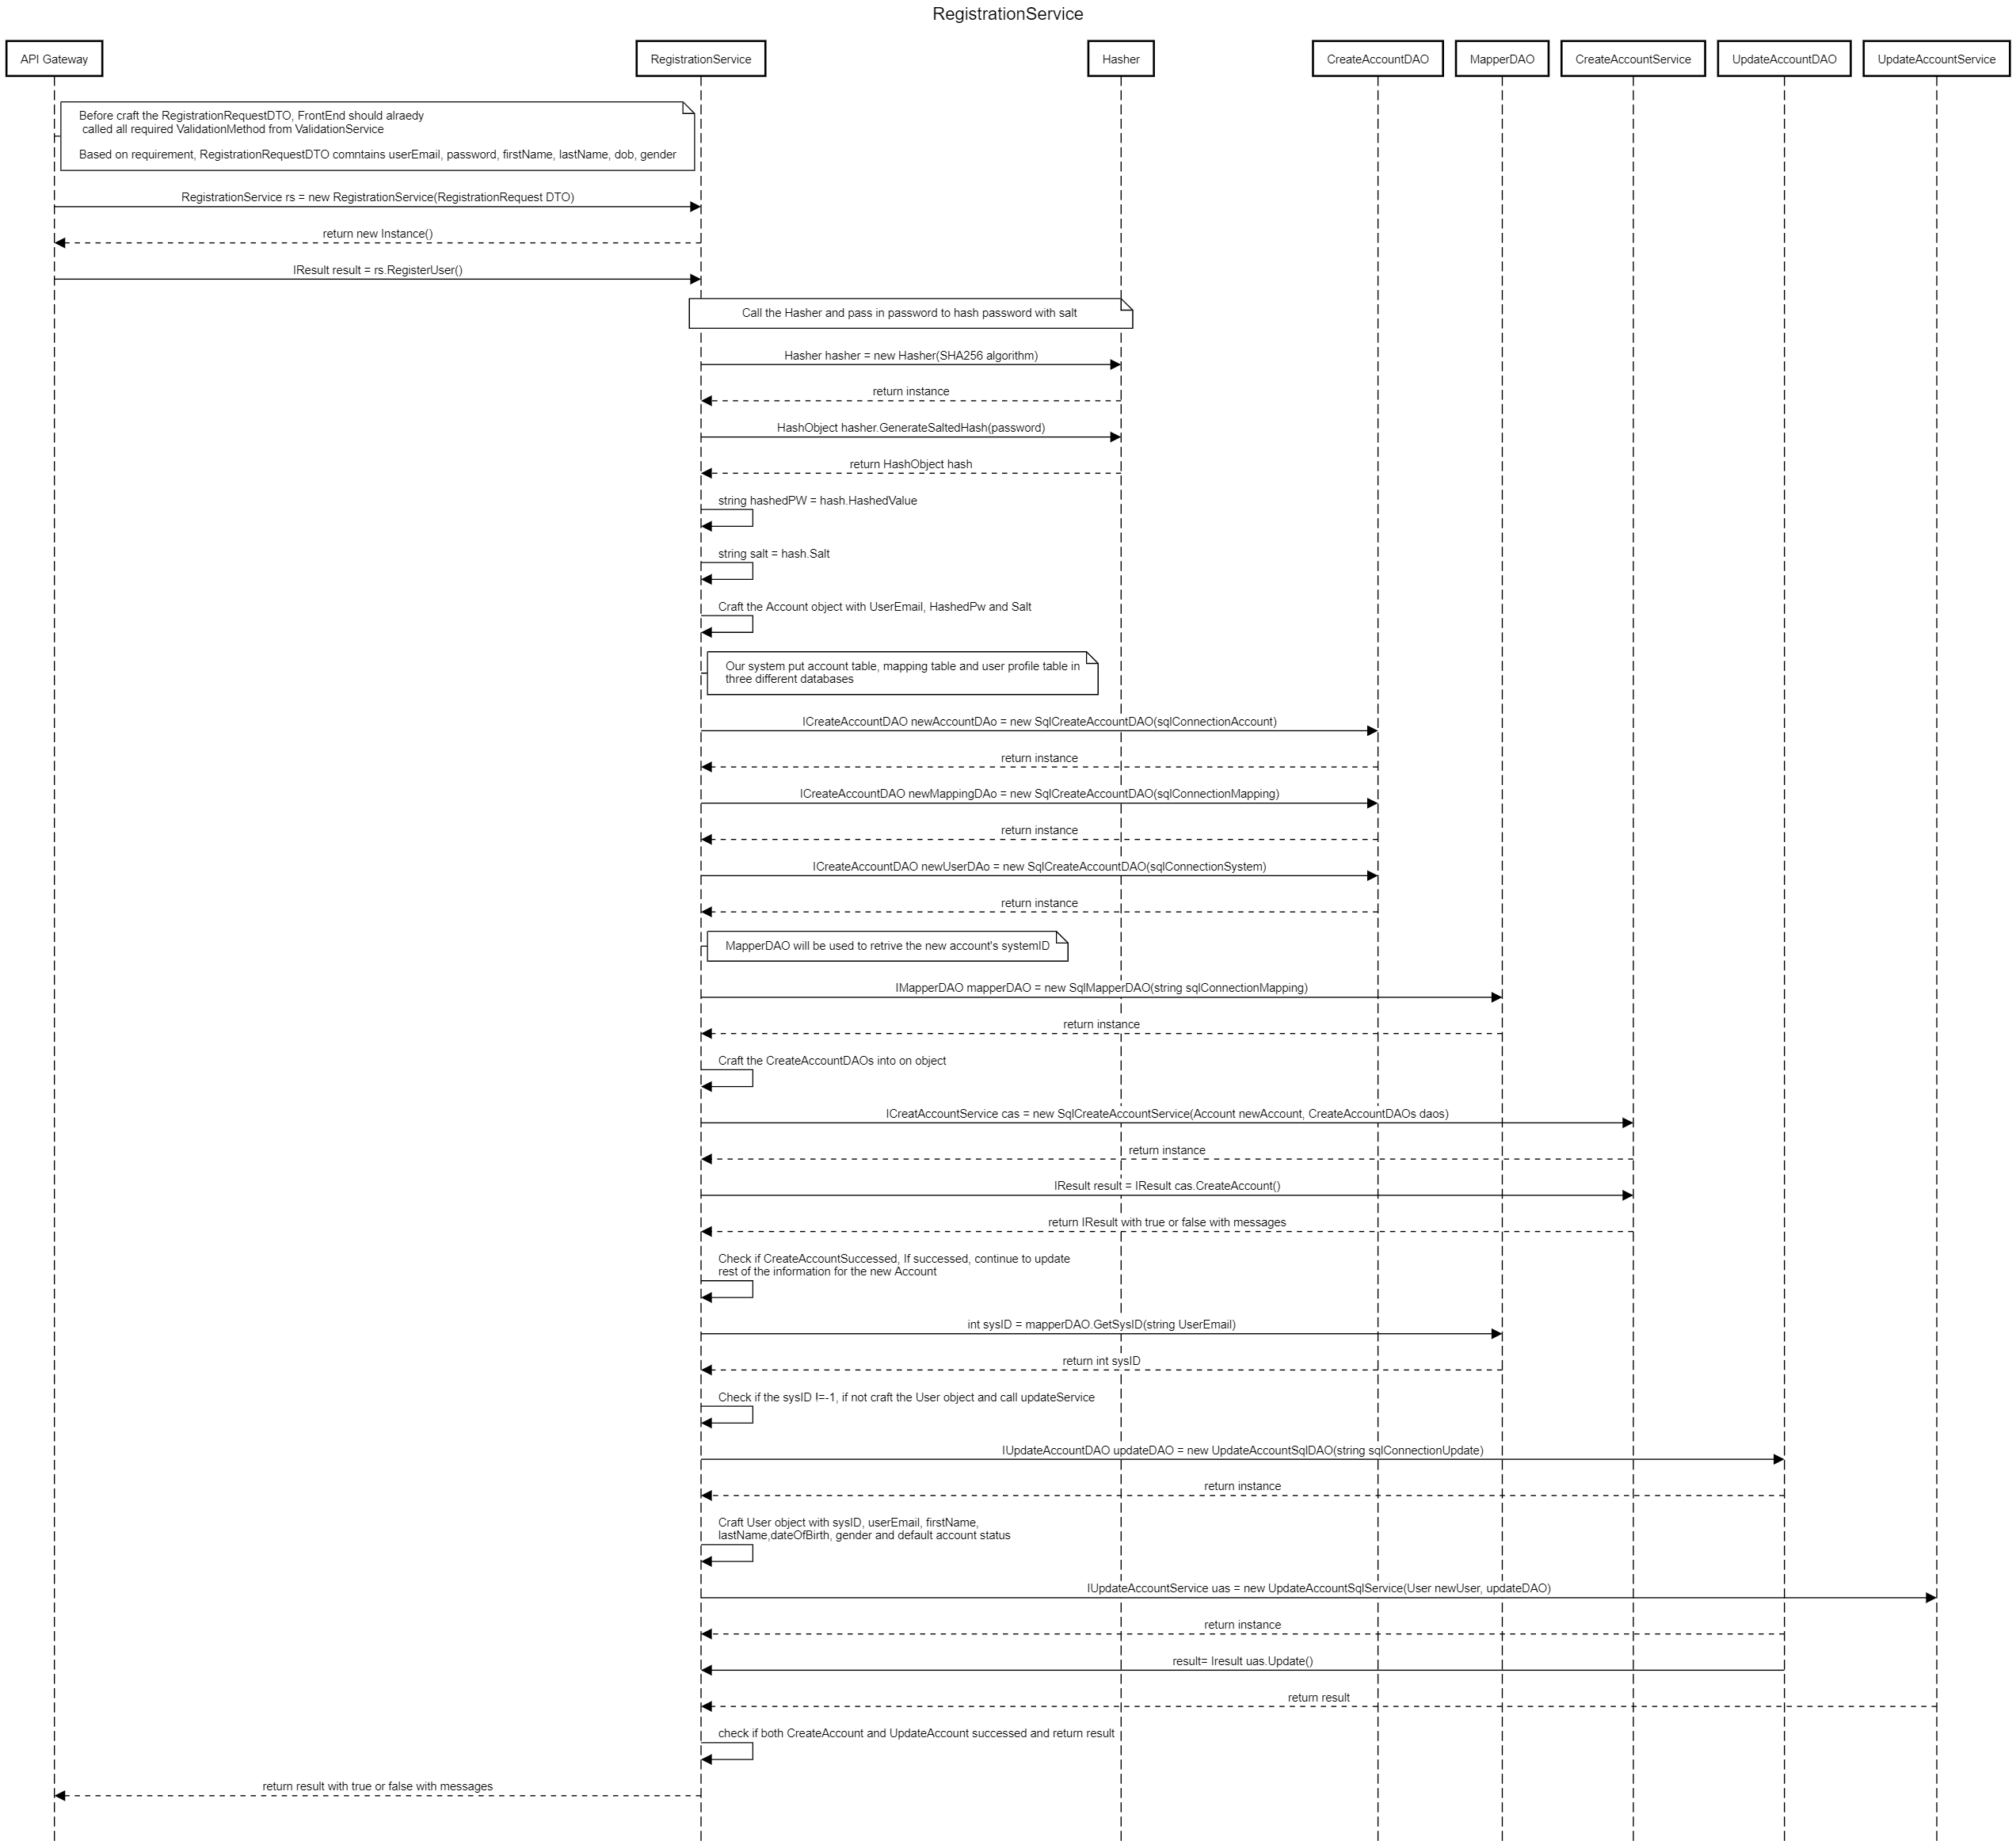 RegistrationService
API Gateway
RegistrationService
Hasher
CreateAccountDAO
MapperDAO
CreateAccountService
UpdateAccountDAO
UpdateAccountService
Before craft the RegistrationRequestDTO, FrontEnd should alraedy
called all required ValidationMethod from ValidationService
Based on requirement, RegistrationRequestDTO comntains userEmail, password, firstName, lastName, dob, gender
RegistrationService rs = new RegistrationService(RegistrationRequest DTO)
return new Instance()
IResult result = rs.RegisterUser()
Call the Hasher and pass in password to hash password with salt
Hasher hasher = new Hasher(SHA256 algorithm)
return instance
HashObject hasher.GenerateSaltedHash(password)
return HashObject hash
string hashedPW = hash.HashedValue
string salt = hash.Salt
Craft the Account object with UserEmail, HashedPw and Salt
Our system put account table, mapping table and user profile table in
three different databases
ICreateAccountDAO newAccountDAo = new SqlCreateAccountDAO(sqlConnectionAccount)
return instance
ICreateAccountDAO newMappingDAo = new SqlCreateAccountDAO(sqlConnectionMapping)
return instance
ICreateAccountDAO newUserDAo = new SqlCreateAccountDAO(sqlConnectionSystem)
return instance
MapperDAO will be used to retrive the new account's systemID
IMapperDAO mapperDAO = new SqlMapperDAO(string sqlConnectionMapping)
return instance
Craft the CreateAccountDAOs into on object
ICreatAccountService cas = new SqlCreateAccountService(Account newAccount, CreateAccountDAOs daos)
return instance
IResult result = IResult cas.CreateAccount()
return IResult with true or false with messages
Check if CreateAccountSuccessed, If successed, continue to update
rest of the information for the new Account
int sysID = mapperDAO.GetSysID(string UserEmail)
return int sysID
Check if the sysID !=-1, if not craft the User object and call updateService
IUpdateAccountDAO updateDAO = new UpdateAccountSqlDAO(string sqlConnectionUpdate)
return instance
Craft User object with sysID, userEmail, firstName,
lastName,dateOfBirth, gender and default account status
IUpdateAccountService uas = new UpdateAccountSqlService(User newUser, updateDAO)
return instance
result= Iresult uas.Update()
return result
check if both CreateAccount and UpdateAccount successed and return result
return result with true or false with messages